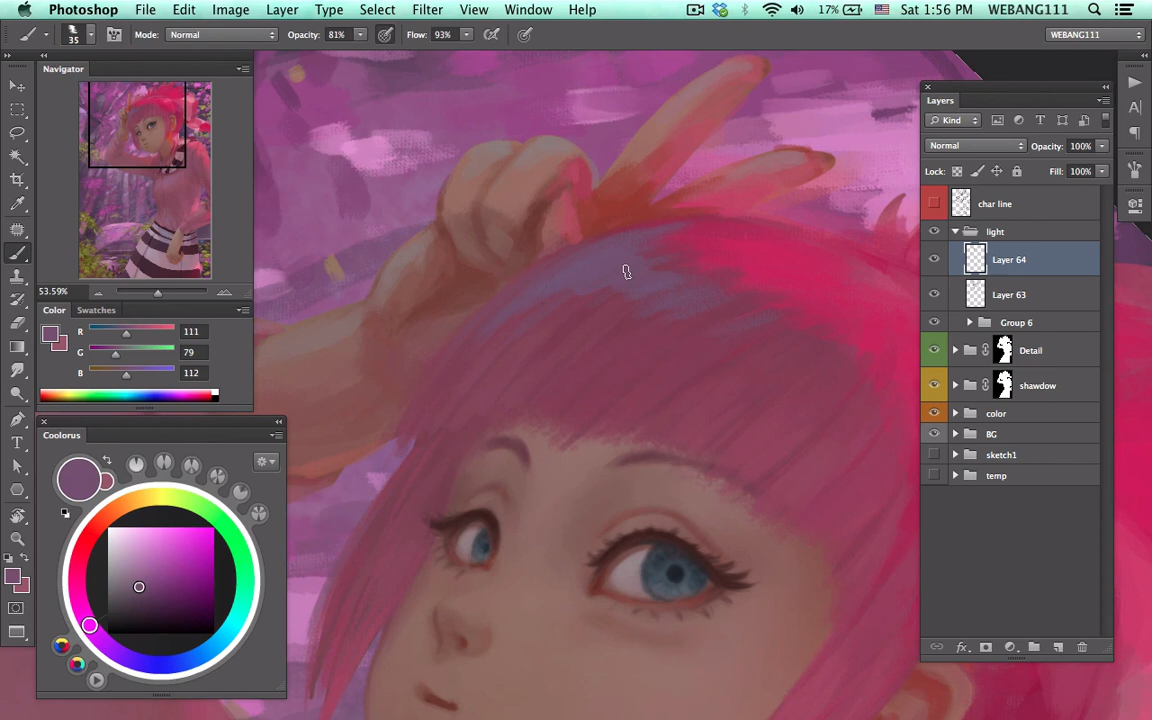 Photoshop File Edit Image Layer Type Select Filter View Window Help 17% Sat 1:56 PM WEBANG111
35 Mode: Normal Opacity: 81% Flow: 93% WEBANG111
Navigator
53.59%
Color Swatches
R 111
G 79
B 112
Colorus
Layers
Kind
Normal Opacity: 100%
Lock: Fill: 100%
char line
light
Layer 64
Layer 63
Group 6
Detail
shawdow
color
BG
sketch1
temp